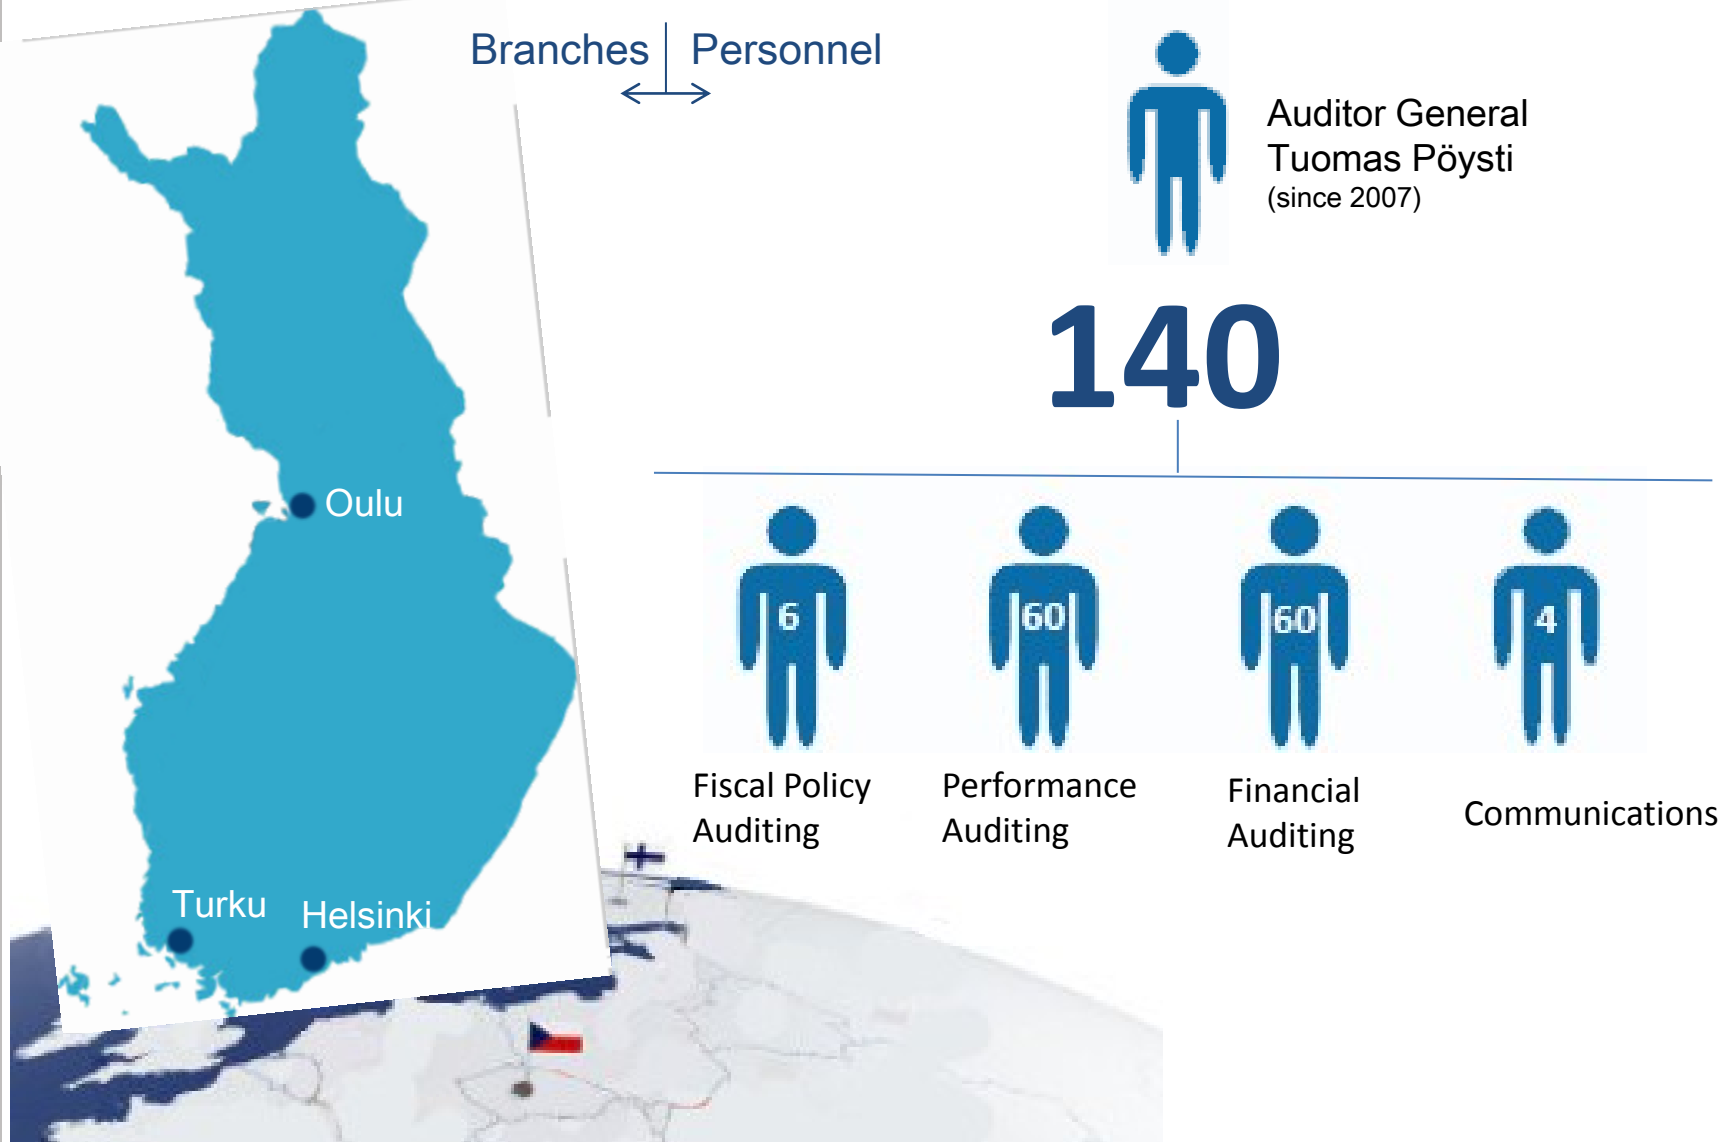 Branches
Personnel
Auditor General
Tuomas Pöysti
(since 2007)
140
Oulu
Turku
Helsinki
6
60
60
4
Fiscal Policy
Auditing
Performance
Auditing
Financial
Auditing
Communications